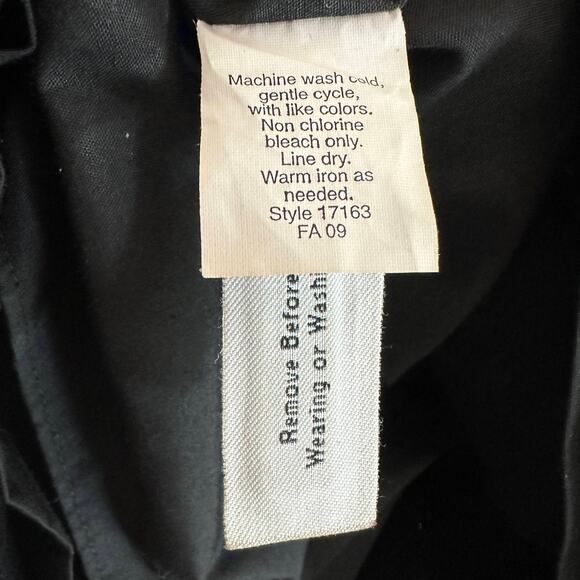 Machine wash cold,
gentle cycle,
with like colors.
Non chlorine
bleach only.
Line dry.
Warm iron as
needed.
Style 17163
FA 09
Remove Before
Wearing or Washi